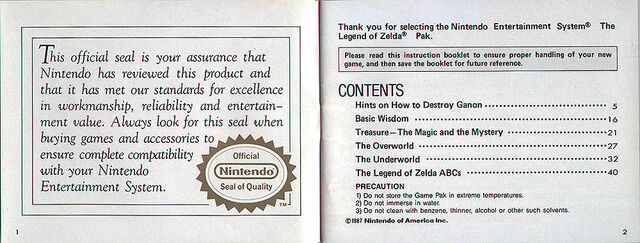 This official seal is your assurance that
Nintendo has reviewed this product and
that it has met our standards for excellence
in workmanship, reliability and entertain-
ment value. Always look for this seal when
buying games and accessories to
ensure complete compatibility
with your Nintendo
Entertainment System.
Official
Nintendo®
Seal of Quality
TM
1
Thank you for selecting the Nintendo Entertainment System® The
Legend of Zelda® Pak.
Please read this instruction booklet to ensure proper handling of your new
game, and then save the booklet for future reference.
CONTENTS
Hints on How to Destroy Ganon 5
Basic Wisdom 16
Treasure—The Magic and the Mystery 21
The Overworld 27
The Underworld 32
The Legend of Zelda ABCs 40
PRECAUTION
1) Do not store the Game Pak in extreme temperatures.
2) Do not immerse in water.
3) Do not clean with benzene, thinner, alcohol or other such solvents.
©1987 Nintendo of America Inc.
2